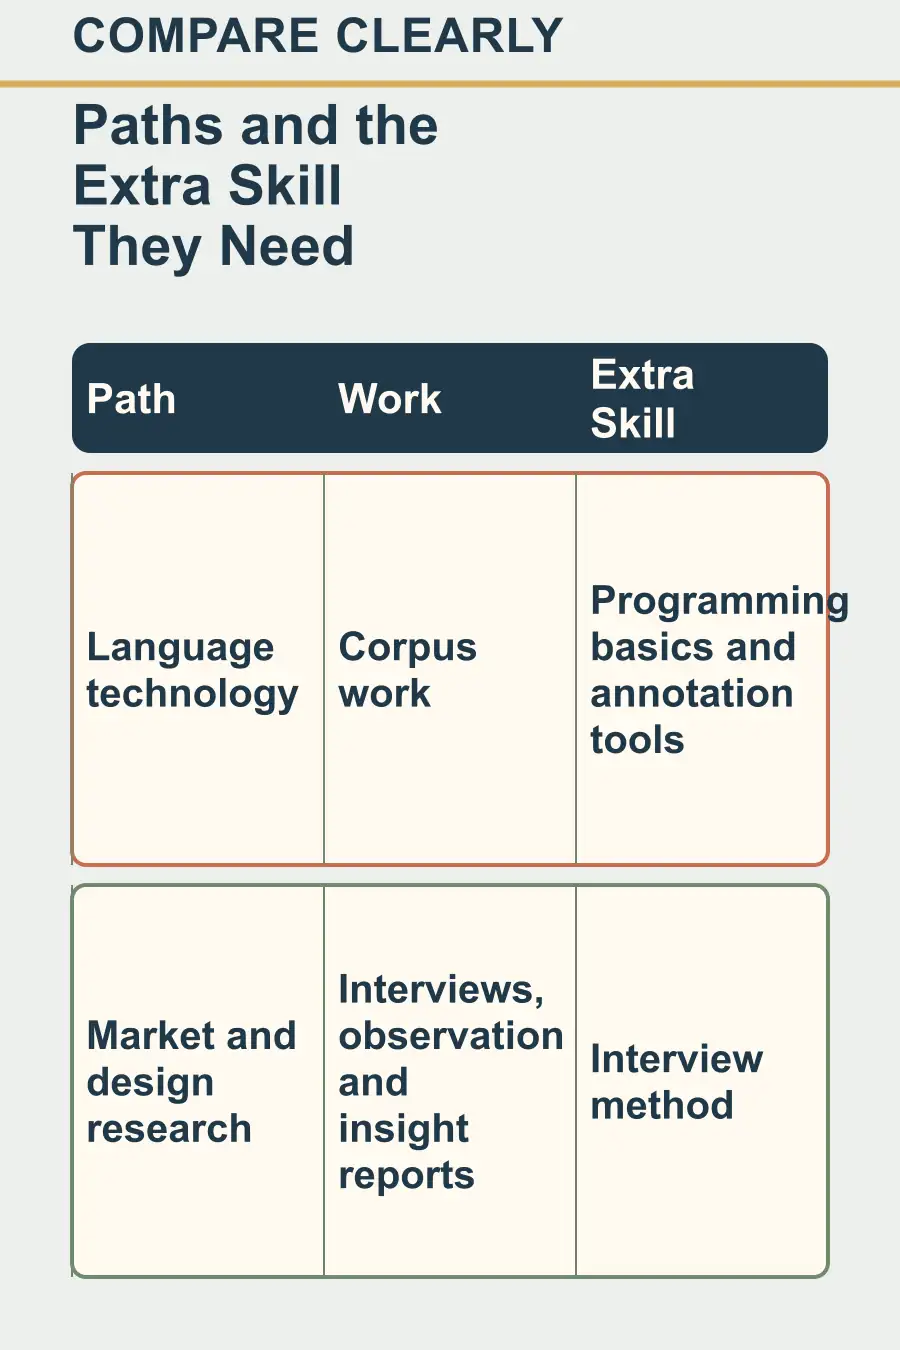 COMPARE CLEARLY
Paths and the
Extra Skill
They Need
Path
Work
Extra
Skill
Language
technology
Corpus
work
Programming
basics and
annotation
tools
Market and
design
research
Interviews,
observation
and
insight
reports
Interview
method